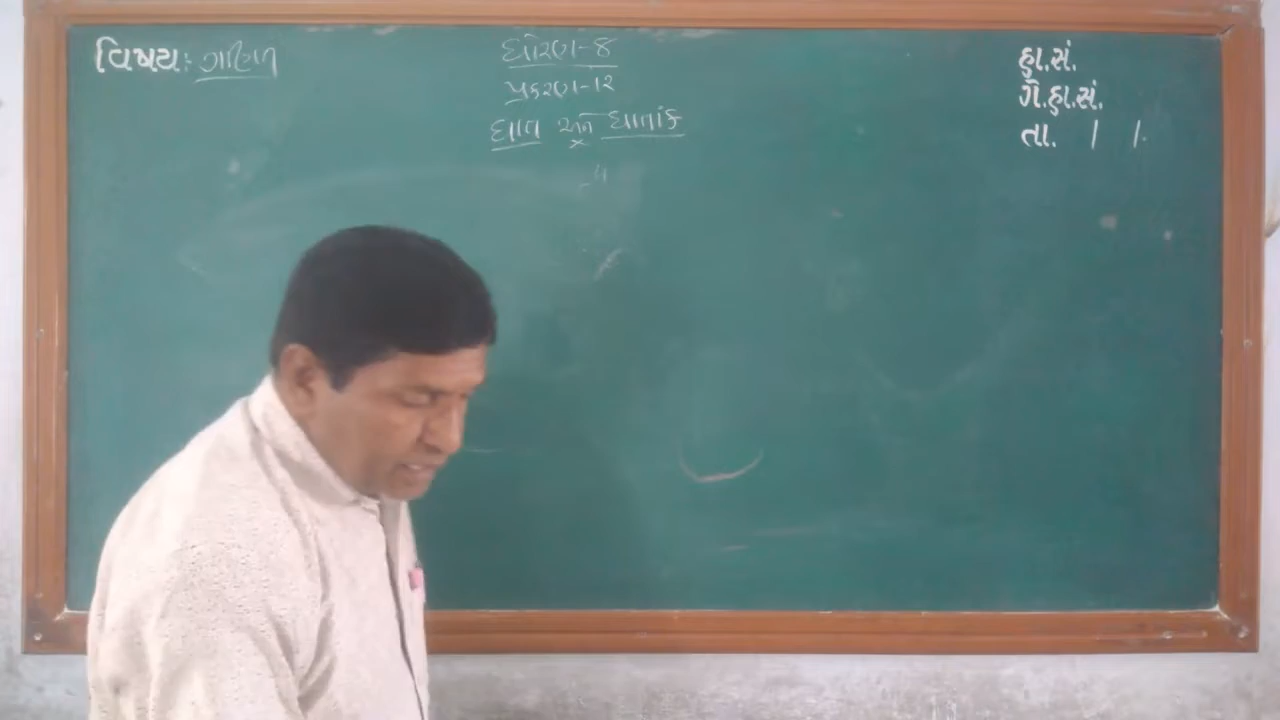 વિષય: ગણિત
ધોરણ-૮
પ્રકરણ-૧૨
ઘાત અને ઘાતાંક
હા.સં.
ગે.હા.સં.
તા. / /.